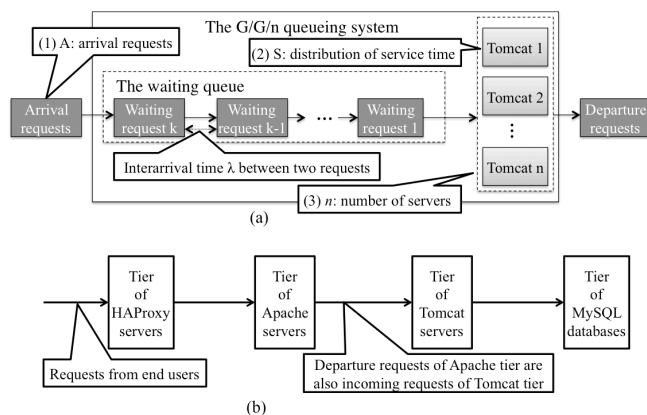 The G/G/n queueing system
(1) A: arrival requests
(2) S: distribution of service time
Tomcat 1
The waiting queue
Arrival
requests
Waiting
request k
Waiting
request k-1
...
Waiting
request 1
Tomcat 2
...
Departure
requests
Interarrival time λ between two requests
Tomcat n
(3) n: number of servers
(a)
Tier
of
HAProxy
servers
Tier
of
Apache
servers
Tier
of
Tomcat
servers
Tier
of
MySQL
databases
Requests from end users
Departure requests of Apache tier are
also incoming requests of Tomcat tier
(b)